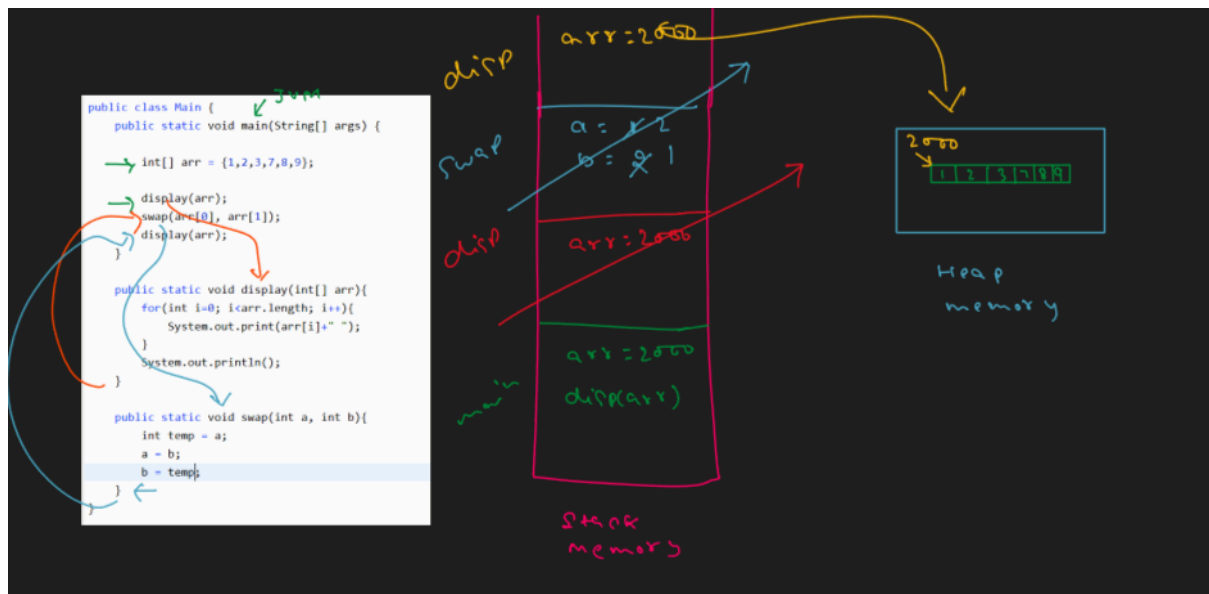 JVM
public class Main {
public static void main(String[] args) {
int[] arr = {1,2,3,7,8,9};
display(arr);
swap(arr[0], arr[1]);
display(arr);
}
public static void display(int[] arr){
for(int i=0; i<arr.length; i++){
System.out.print(arr[i]+" ");
}
System.out.println();
}
public static void swap(int a, int b){
int temp = a;
a = b;
b = temp;
}
}
disp
arr = 2000
swap
a = 1 2
b = 2 1
disp
arr = 2000
main
arr = 2000
disp(arr)
Stack
memory
2000
1 2 3 7 8 9
Heap
memory